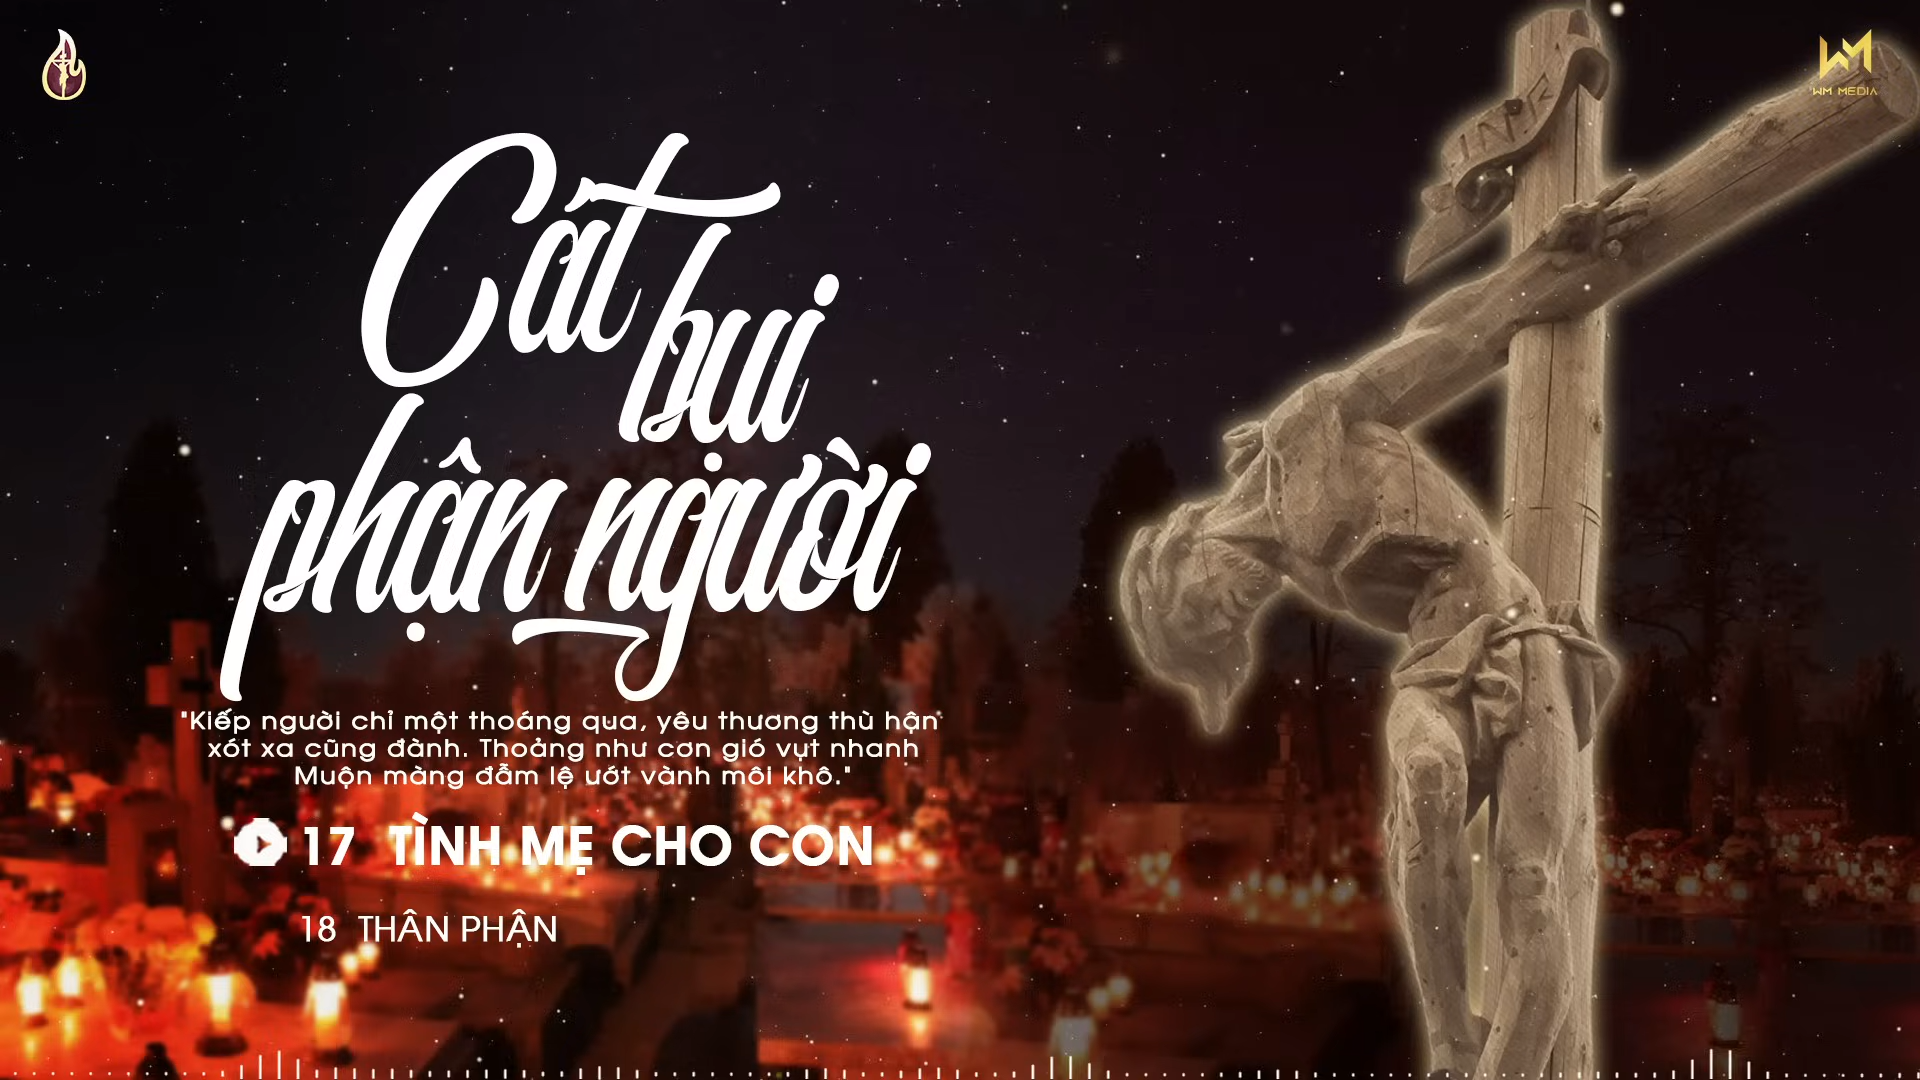 WM
WM MEDIA
I.N.R
Cát bụi
phận người
"Kiếp người chỉ một thoáng qua, yêu thương thù hận
xót xa cũng đành. Thoảng như cơn gió vụt nhanh
Muộn màng đẫm lệ ướt vành môi khô."
17 TÌNH MẸ CHO CON
18 THÂN PHẬN